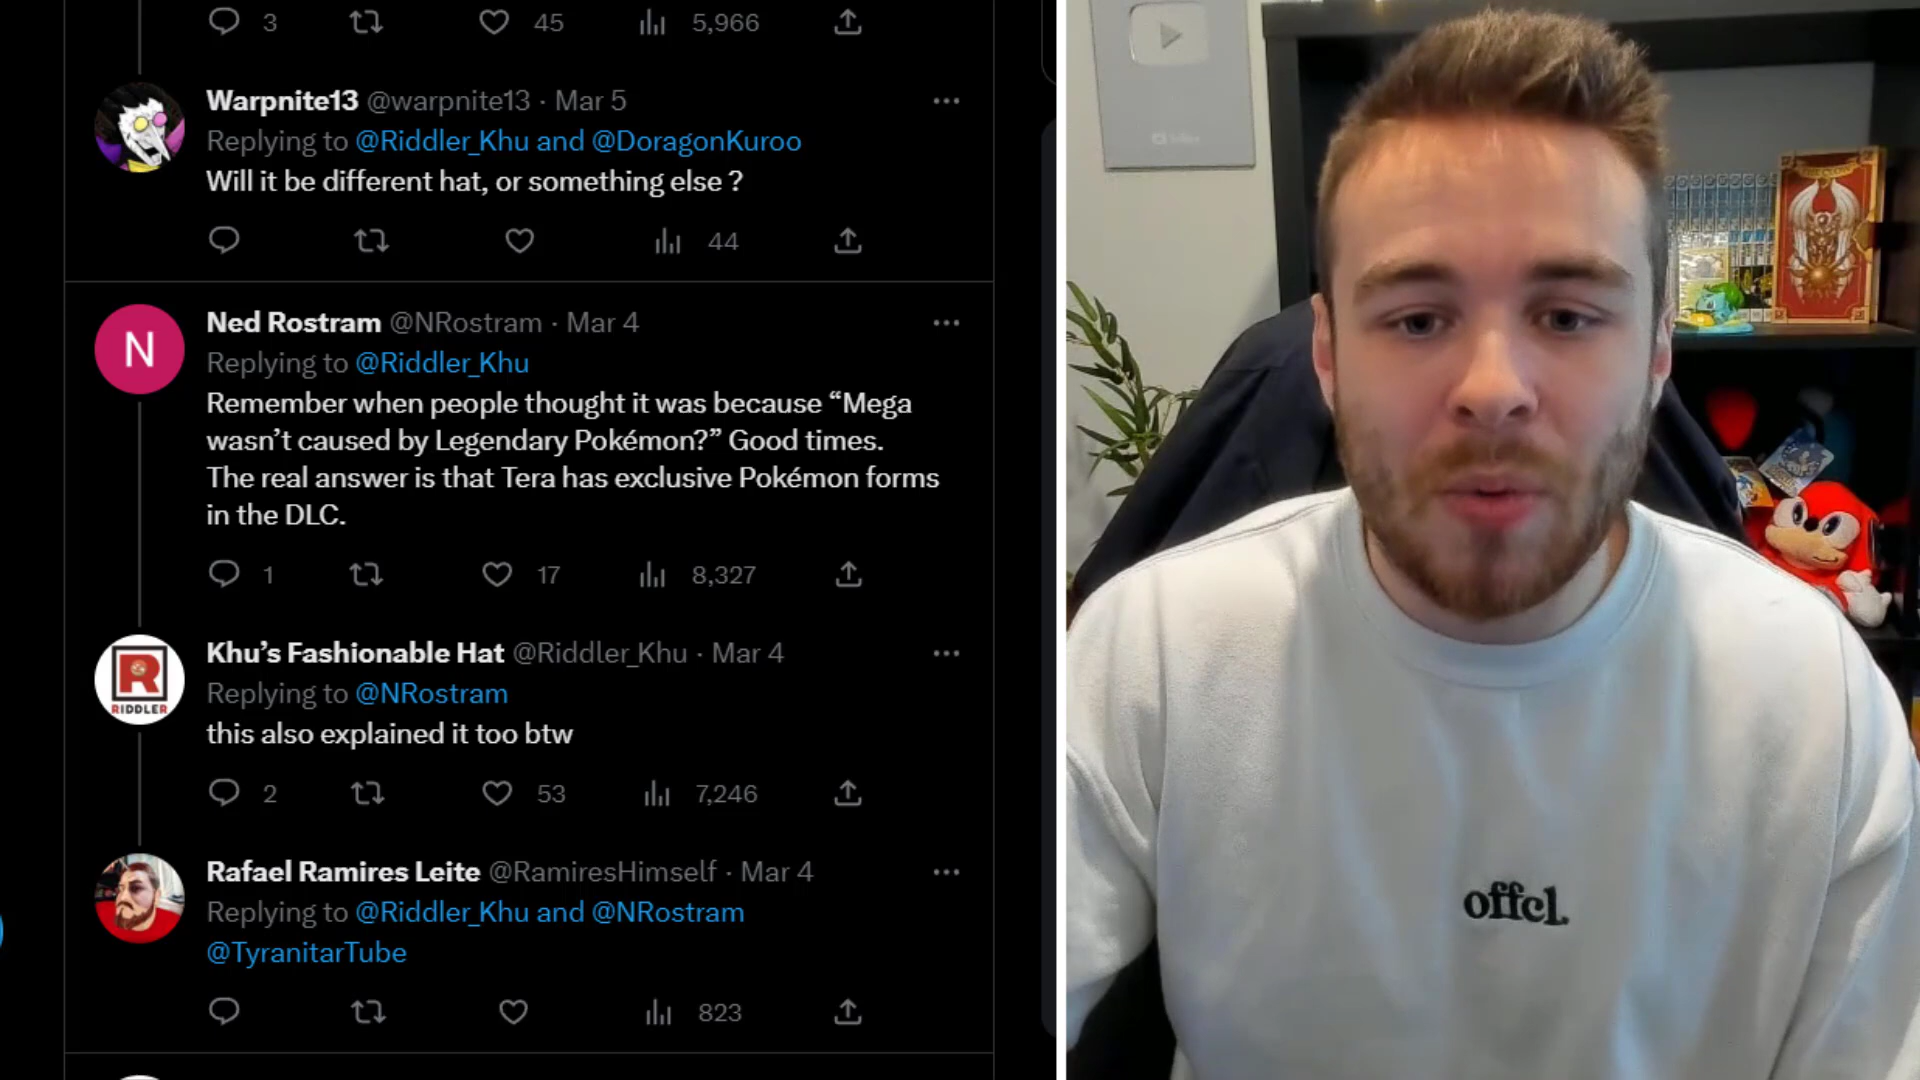 3 45 5,966
Warpnite13 @warpnite13 · Mar 5
Replying to @Riddler_Khu and @DoragonKuroo
Will it be different hat, or something else ?
44
N
Ned Rostram @NRostram · Mar 4
Replying to @Riddler_Khu
Remember when people thought it was because “Mega
wasn’t caused by Legendary Pokémon?” Good times.
The real answer is that Tera has exclusive Pokémon forms
in the DLC.
1 17 8,327
R
RIDDLER
Khu’s Fashionable Hat @Riddler_Khu · Mar 4
Replying to @NRostram
this also explained it too btw
2 53 7,246
Rafael Ramires Leite @RamiresHimself · Mar 4
Replying to @Riddler_Khu and @NRostram
@TyranitarTube
823
offcl.